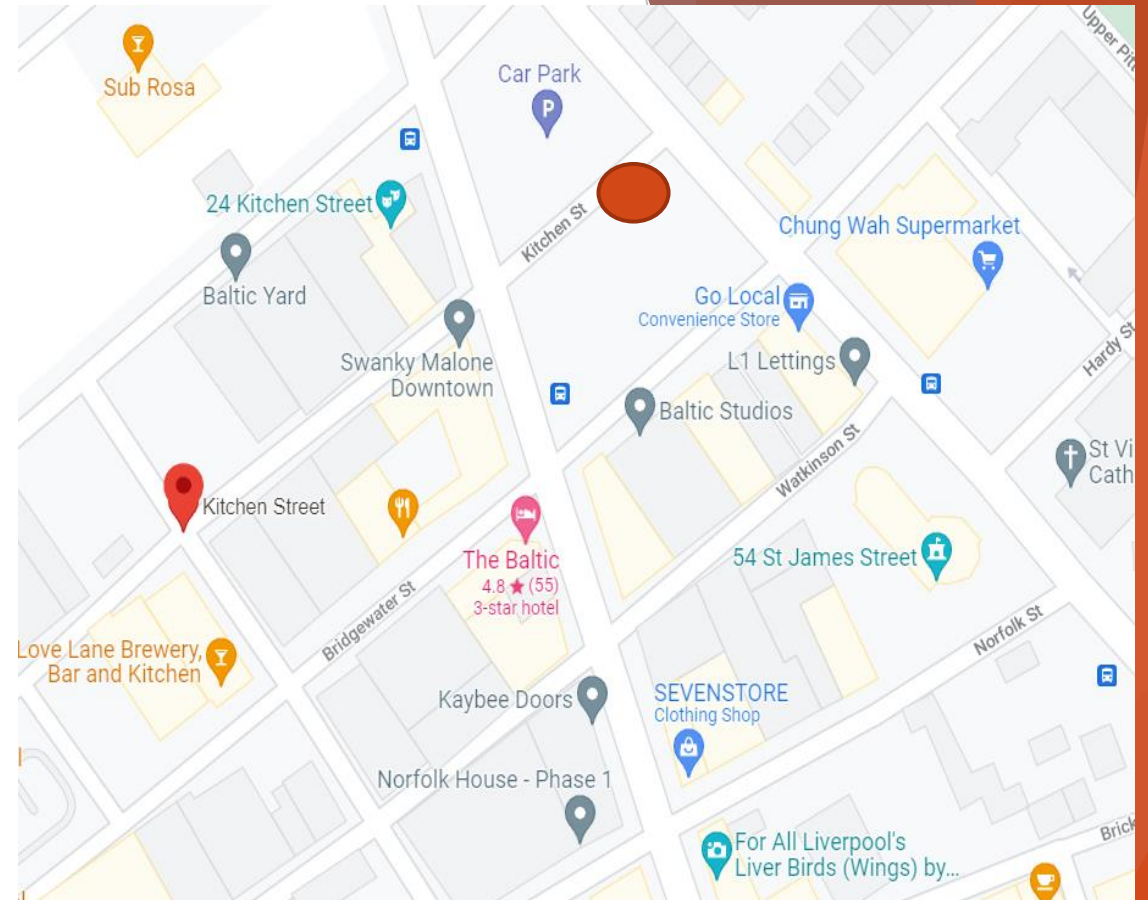 Upper Pitt
Sub Rosa
Car Park
P
24 Kitchen Street
Kitchen St
Chung Wah Supermarket
Baltic Yard
Go Local
Convenience Store
Swanky Malone
Downtown
L1 Lettings
Hardy St
Baltic Studios
Watkinson St
St Vi
Cath
Kitchen Street
The Baltic
4.8 ★ (55)
3-star hotel
54 St James Street
Bridgewater St
Norfolk St
Love Lane Brewery,
Bar and Kitchen
Kaybee Doors
SEVENSTORE
Clothing Shop
Norfolk House - Phase 1
For All Liverpool's
Liver Birds (Wings) by...
Brick